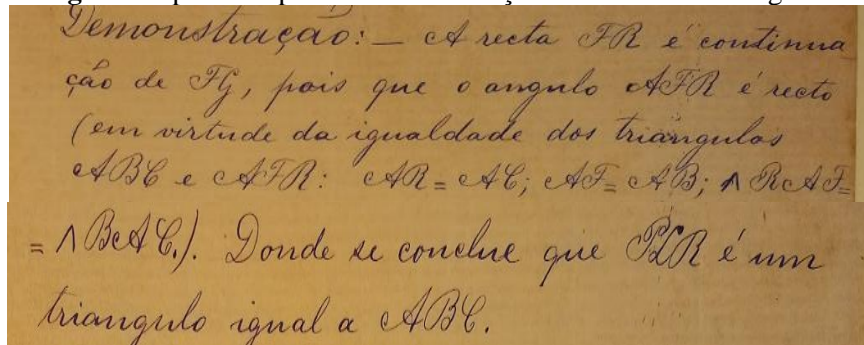 Demonstração: — A recta FR é continua
ção de FG, pois que o angulo AFR é recto
(em virtude da igualdade dos triangulos
ABC e AFR: AR = AC; AF = AB; ∧ RAF =
= ∧ BAC.). Donde se conclue que R é um
triangulo igual a ABC.